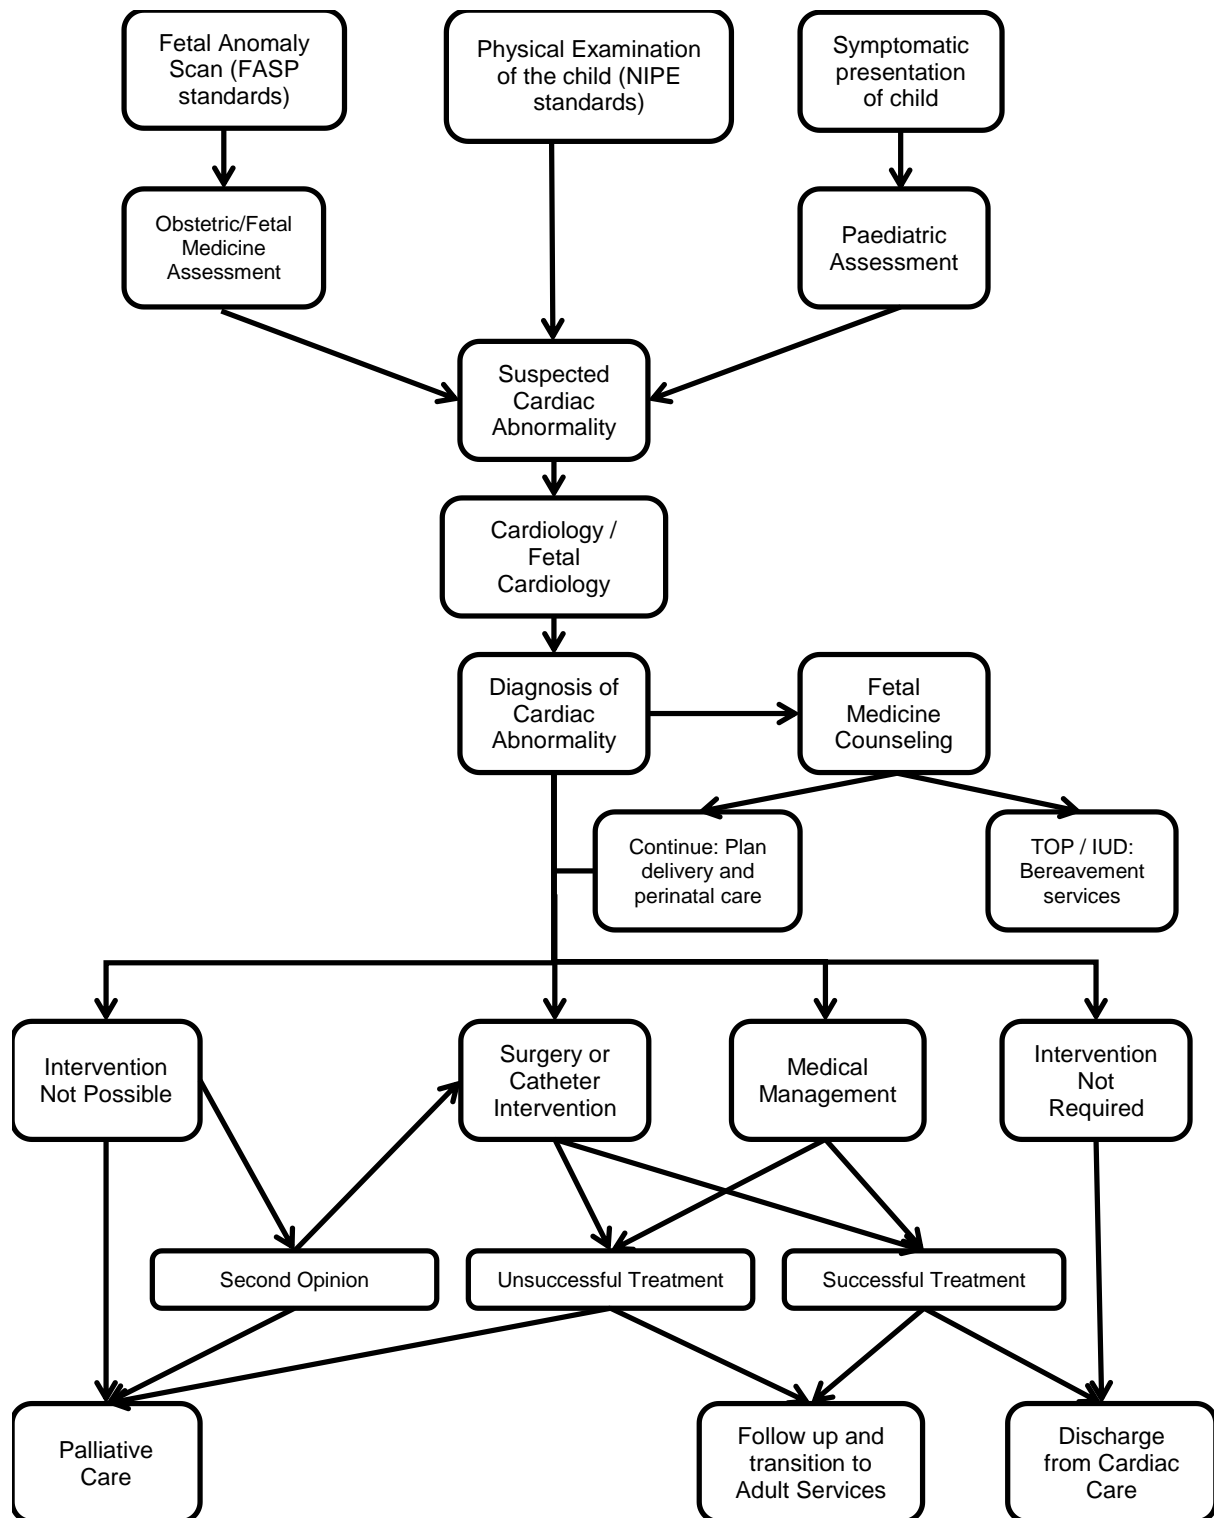 Fetal Anomaly
Scan (FASP
standards)
Physical Examination
of the child (NIPE
standards)
Symptomatic
presentation
of child
Obstetric/Fetal
Medicine
Assessment
Paediatric
Assessment
Suspected
Cardiac
Abnormality
Cardiology /
Fetal
Cardiology
Diagnosis of
Cardiac
Abnormality
Fetal
Medicine
Counseling
Continue: Plan
delivery and
perinatal care
TOP / IUD:
Bereavement
services
Intervention
Not Possible
Surgery or
Catheter
Intervention
Medical
Management
Intervention
Not
Required
Second Opinion
Unsuccessful Treatment
Successful Treatment
Palliative
Care
Follow up and
transition to
Adult Services
Discharge
from Cardiac
Care